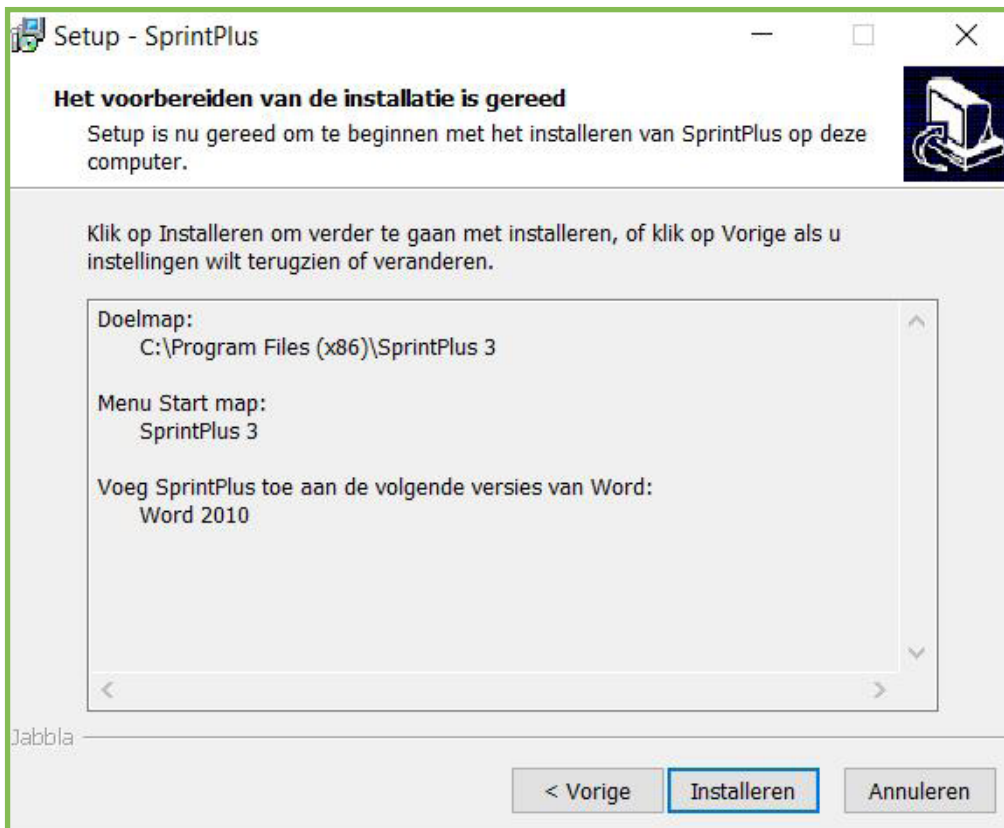 Setup - SprintPlus
Het voorbereiden van de installatie is gereed
Setup is nu gereed om te beginnen met het installeren van SprintPlus op deze
computer.
Klik op Installeren om verder te gaan met installeren, of klik op Vorige als u
instellingen wilt terugzien of veranderen.
Doelmap:
C:\Program Files (x86)\SprintPlus 3
Menu Start map:
SprintPlus 3
Voeg SprintPlus toe aan de volgende versies van Word:
Word 2010
Jabbla
< Vorige
Installeren
Annuleren